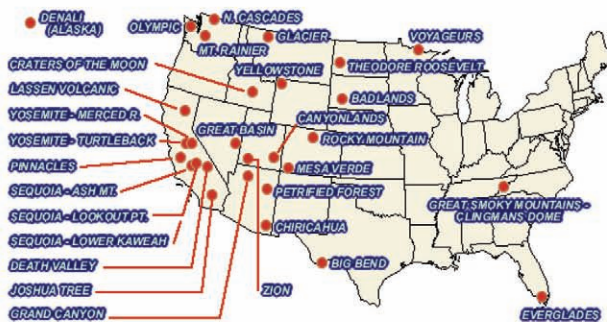 DENALI
(ALASKA)
OLYMPIC
N. CASCADES
MT. RAINIER
GLACIER
VOYAGEURS
CRATERS OF THE MOON
YELLOWSTONE
THEODORE ROOSEVELT
LASSEN VOLCANIC
BADLANDS
YOSEMITE - MERCED R.
YOSEMITE - TURTLEBACK
GREAT BASIN
CANYONLANDS
ROCKY MOUNTAIN
PINNACLES
MESA VERDE
SEQUOIA - ASH MT.
PETRIFIED FOREST
GREAT SMOKY MOUNTAINS -
CLINGMANS DOME
SEQUOIA - LOOKOUT PT.
CHIRICAHUA
SEQUOIA - LOWER KAWEAH
DEATH VALLEY
BIG BEND
JOSHUA TREE
ZION
GRAND CANYON
EVERGLADES